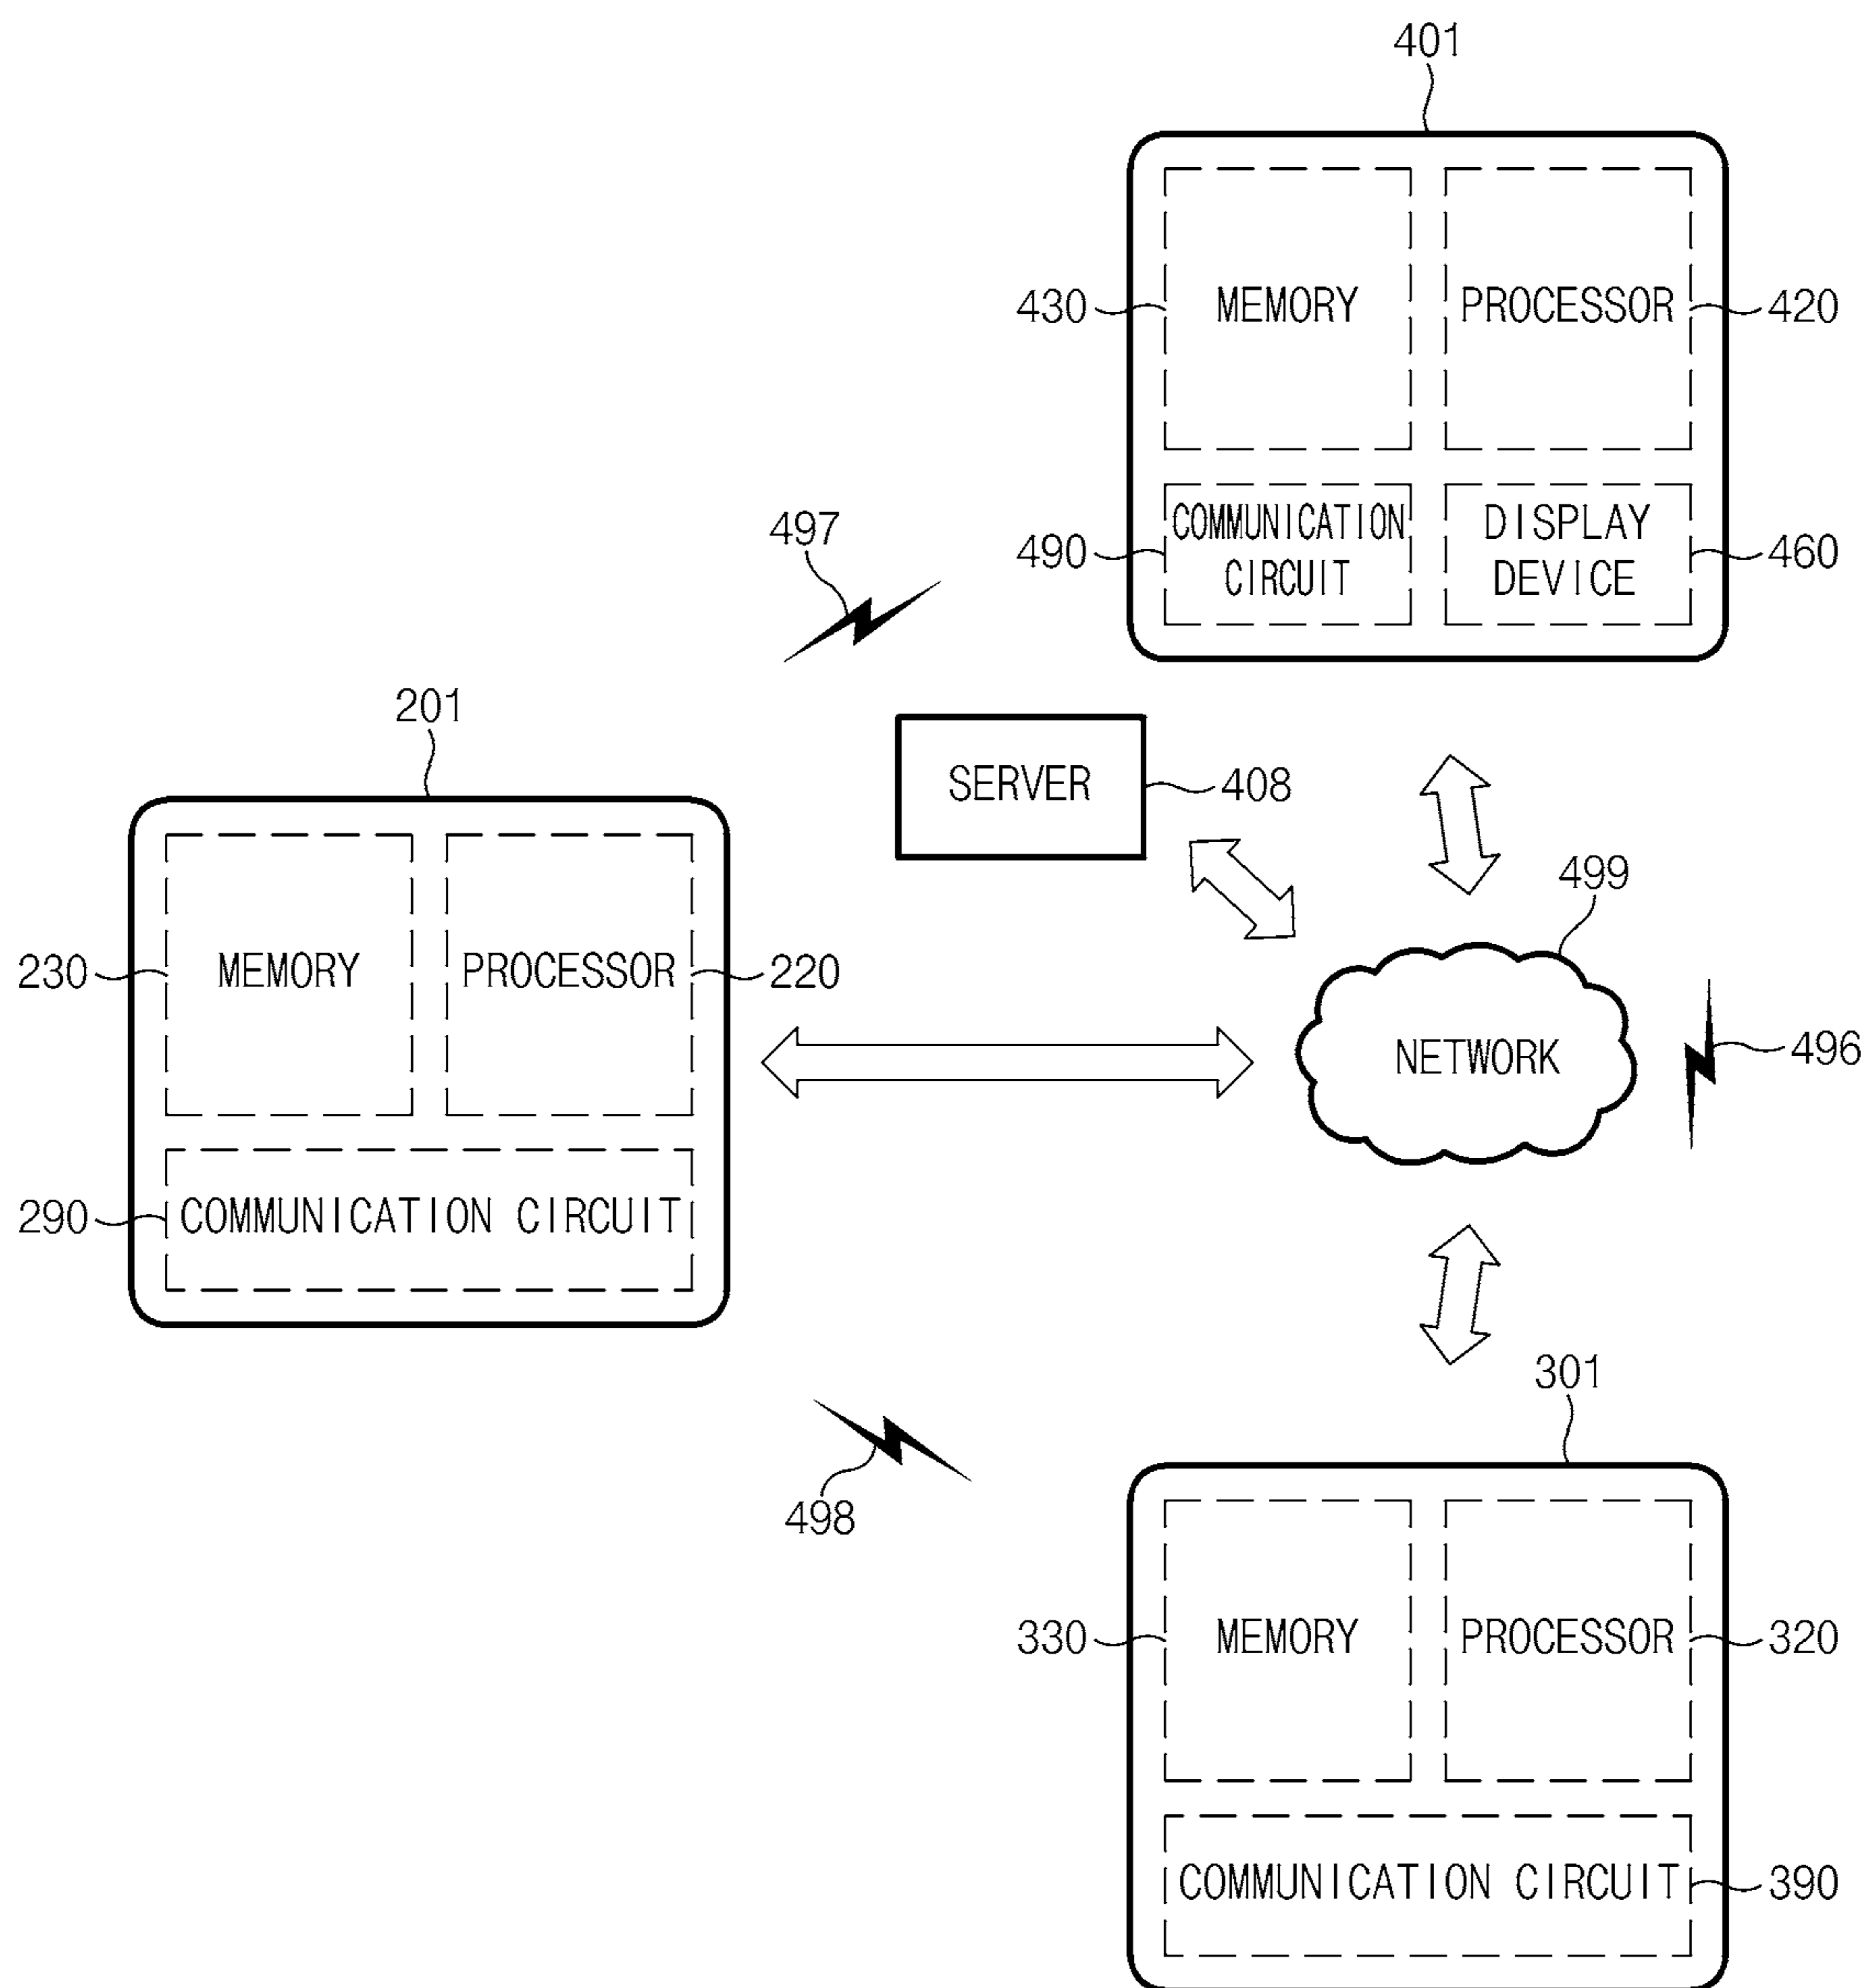 401
430
MEMORY
PROCESSOR
420
490
COMMUNICATION
CIRCUIT
DISPLAY
DEVICE
460
497
201
SERVER
408
499
230
MEMORY
PROCESSOR
220
NETWORK
496
290
COMMUNICATION CIRCUIT
498
301
330
MEMORY
PROCESSOR
320
COMMUNICATION CIRCUIT
390